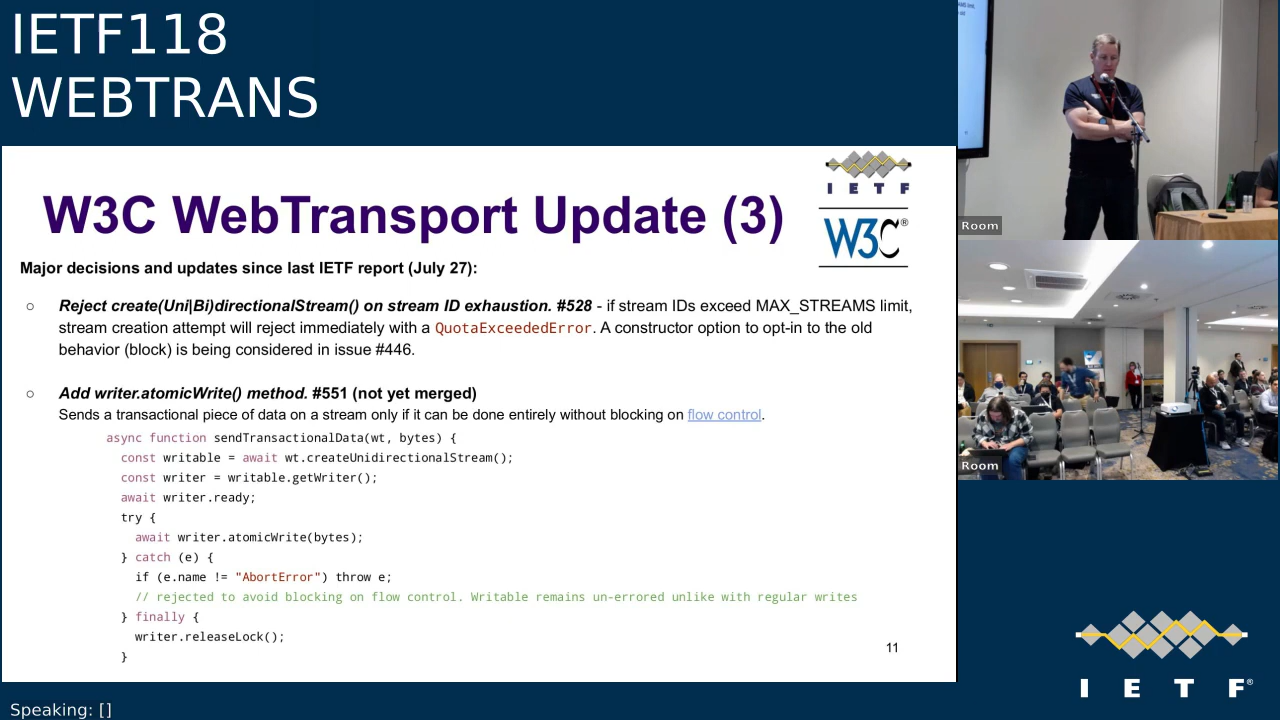 IETF118
WEBTRANS
IETF
W3C®
W3C WebTransport Update (3)
Major decisions and updates since last IETF report (July 27):
○ Reject create(Uni|Bi)directionalStream() on stream ID exhaustion. #528 - if stream IDs exceed MAX_STREAMS limit,
stream creation attempt will reject immediately with a QuotaExceededError. A constructor option to opt-in to the old
behavior (block) is being considered in issue #446.
○ Add writer.atomicWrite() method. #551 (not yet merged)
Sends a transactional piece of data on a stream only if it can be done entirely without blocking on flow control.
async function sendTransactionalData(wt, bytes) {
const writable = await wt.createUnidirectionalStream();
const writer = writable.getWriter();
await writer.ready;
try {
await writer.atomicWrite(bytes);
} catch (e) {
if (e.name != "AbortError") throw e;
// rejected to avoid blocking on flow control. Writable remains un-errored unlike with regular writes
} finally {
writer.releaseLock();
}
11
Room
Room
IETF®
Speaking: []